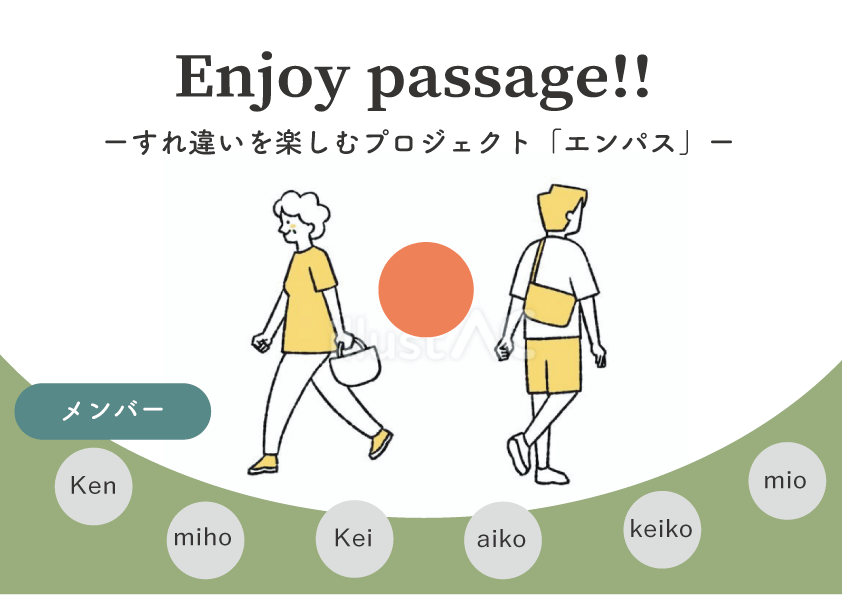 Enjoy passage!!
ーすれ違いを楽しむプロジェクト「エンパス」ー
illustAC
メンバー
Ken
miho
Kei
aiko
keiko
mio